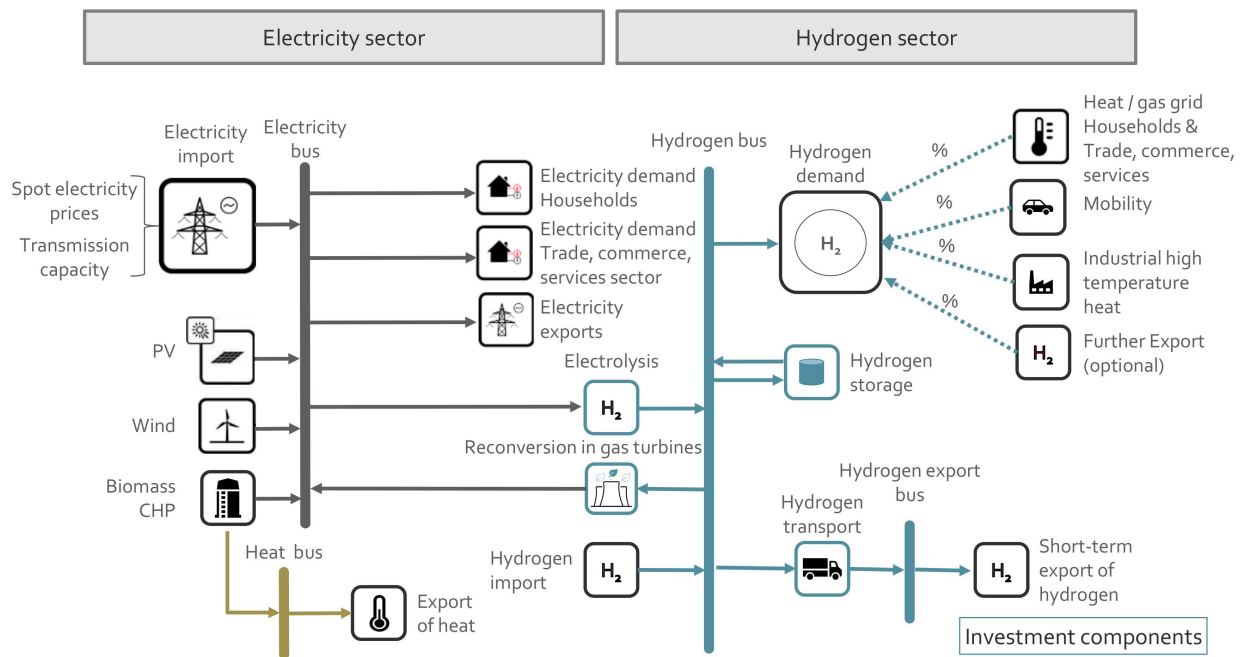 Electricity sector
Hydrogen sector
Electricity
import
Electricity
bus
Spot electricity
prices
Transmission
capacity
Electricity demand
Households
Electricity demand
Trade, commerce,
services sector
Electricity
exports
PV
Wind
Biomass
CHP
Heat bus
Export
of heat
Electrolysis
H₂
Reconversion in gas turbines
Hydrogen
import
H₂
Hydrogen bus
Hydrogen
demand
H₂
%
%
%
%
Heat / gas grid
Households &
Trade, commerce,
services
Mobility
Industrial high
temperature
heat
H₂
Further Export
(optional)
Hydrogen
storage
Hydrogen
transport
Hydrogen export
bus
H₂
Short-term
export of
hydrogen
Investment components